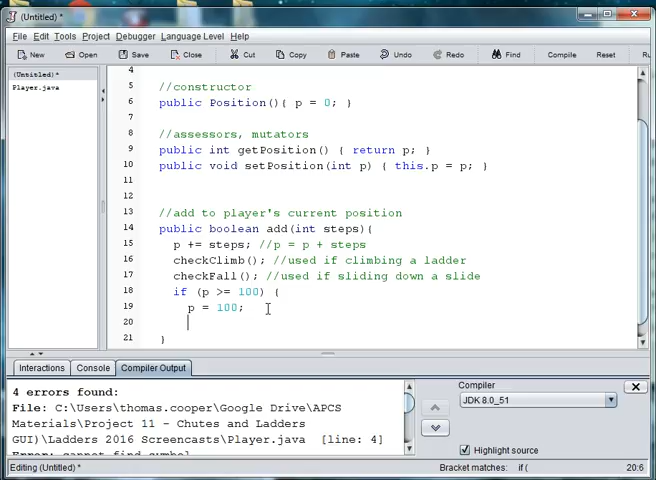 (Untitled) *
File Edit Tools Project Debugger Language Level Help
New Open Save Close Cut Copy Paste Undo Redo Find Compile Reset Ru
(Untitled) *
Player.java
4
5 //constructor
6 public Position(){ p = 0; }
7
8 //assessors, mutators
9 public int getPosition() { return p; }
10 public void setPosition(int p) { this.p = p; }
11
12
13 //add to player's current position
14 public boolean add(int steps){
15 p += steps; //p = p + steps
16 checkClimb(); //used if climbing a ladder
17 checkFall(); //used if sliding down a slide
18 if (p >= 100) {
19 p = 100;
20
21 }
Interactions Console Compiler Output
4 errors found:
File: C:\Users\thomas.cooper\Google Drive\APCS
Materials\Project 11 - Chutes and Ladders
GUI)\Ladders 2016 Screencasts\Player.java [line: 4]
Error: cannot find symbol
Compiler
JDK 8.0_51
Highlight source
Editing (Untitled) *
Bracket matches: if (
20:6